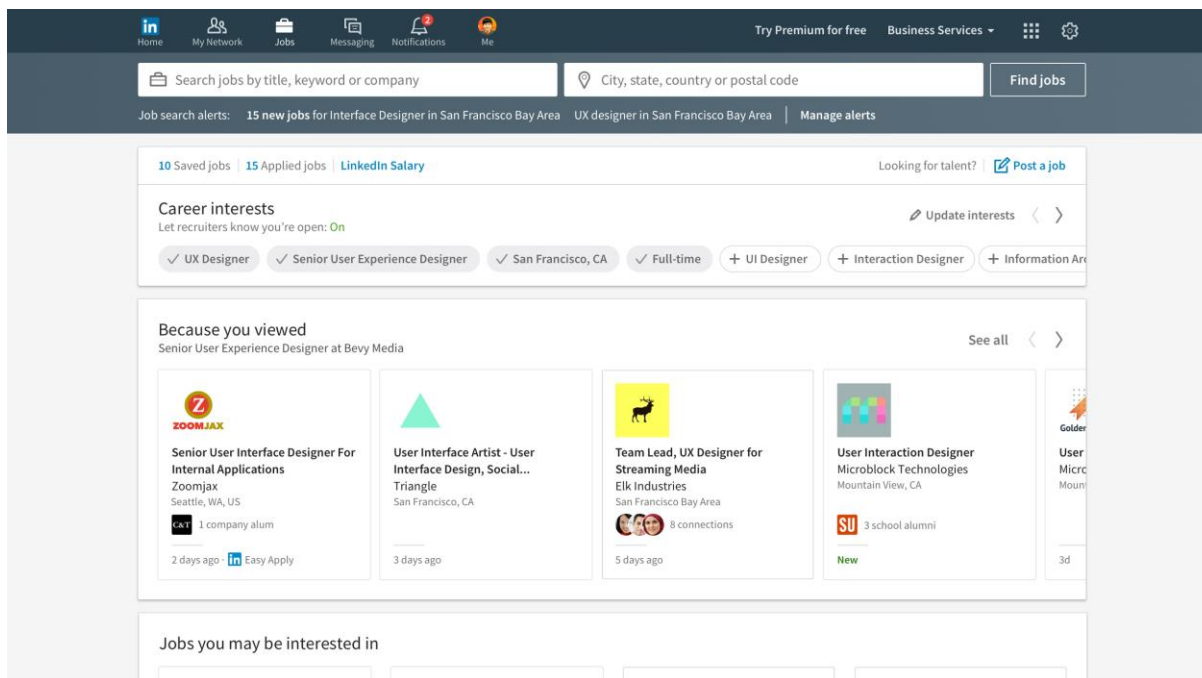 in
2
Home My Network Jobs Messaging Notifications Me
Try Premium for free Business Services
Search jobs by title, keyword or company
City, state, country or postal code
Find jobs
Job search alerts: 15 new jobs for Interface Designer in San Francisco Bay Area UX designer in San Francisco Bay Area Manage alerts
10 Saved jobs 15 Applied jobs LinkedIn Salary
Looking for talent? Post a job
Career interests
Let recruiters know you're open: On
Update interests
UX Designer Senior User Experience Designer San Francisco, CA Full-time UI Designer Interaction Designer Information Arc
Because you viewed
Senior User Experience Designer at Bevy Media
See all
Z
ZOOMJAX
Senior User Interface Designer For
Internal Applications
Zoomjax
Seattle, WA, US
C&T 1 company alum
2 days ago · in Easy Apply
User Interface Artist - User
Interface Design, Social...
Triangle
San Francisco, CA
3 days ago
Team Lead, UX Designer for
Streaming Media
Elk Industries
San Francisco Bay Area
8 connections
5 days ago
User Interaction Designer
Microblock Technologies
Mountain View, CA
SU 3 school alumni
New
Golden
User
Micro
Mount
3d
Jobs you may be interested in